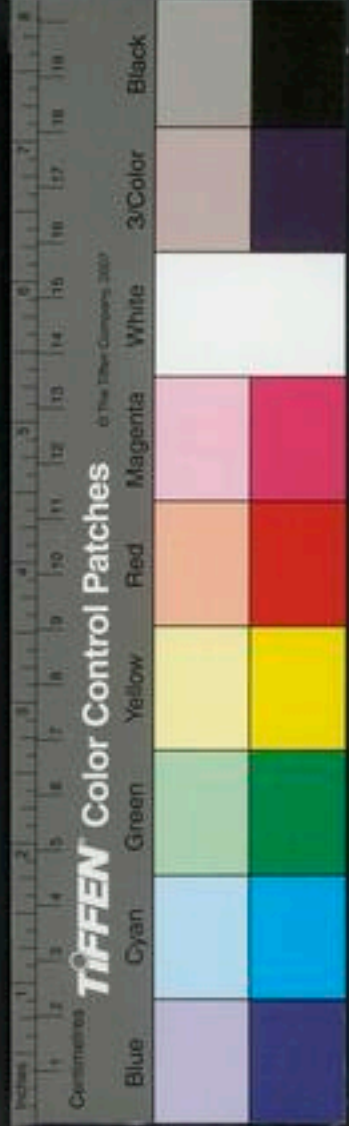 Inches 1 2 3 4 5 6 7 8
Centimetres 1 2 3 4 5 6 7 8 9 10 11 12 13 14 15 16 17 18 19
TIFFEN Color Control Patches © The Tiffen Company, 2007
Blue Cyan Green Yellow Red Magenta White 3/Color Black